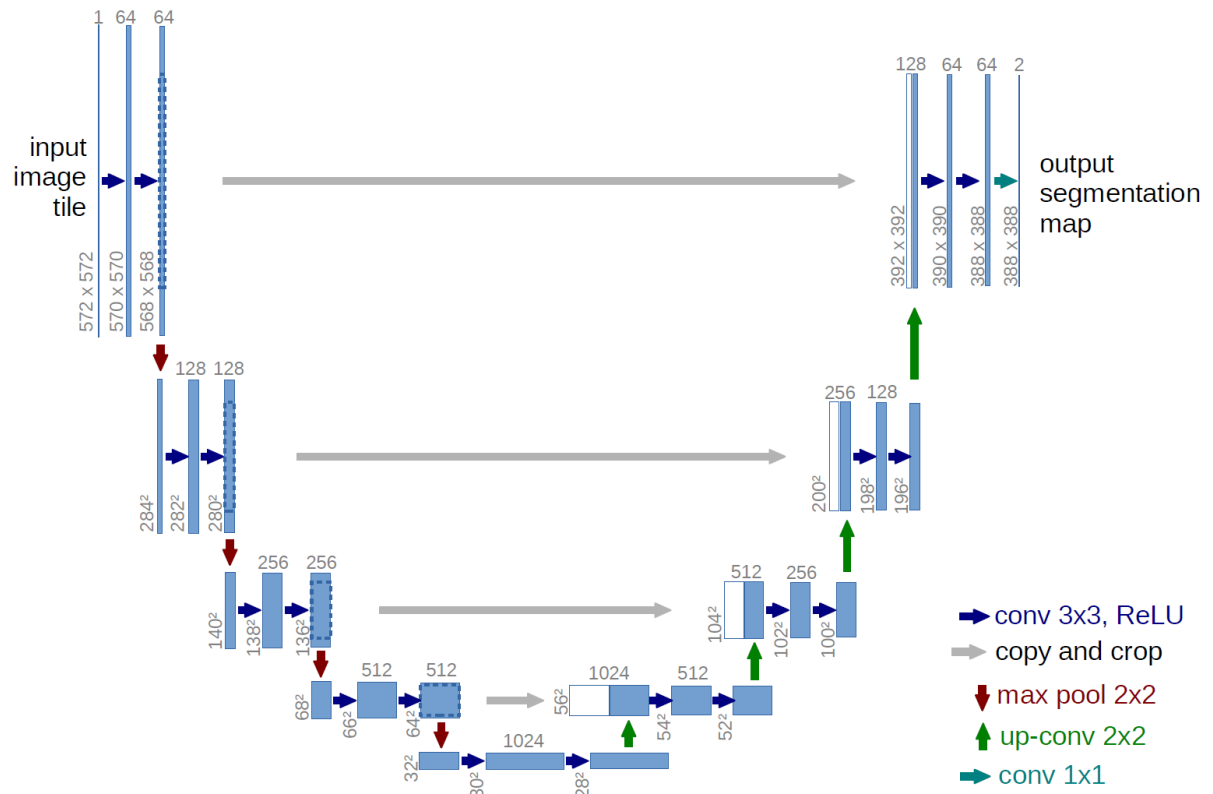 1 64 64
128 64 64 2
input
image
tile
output
segmentation
map
572 x 572
570 x 570
568 x 568
392 x 392
390 x 390
388 x 388
388 x 388
128 128
256 128
284²
282²
280²
200²
198²
196²
256 256
512 256
140²
138²
136²
104²
102²
100²
512 512
1024 512
68²
66²
64²
56²
54²
52²
1024
32²
30²
28²
conv 3x3, ReLU
copy and crop
max pool 2x2
up-conv 2x2
conv 1x1